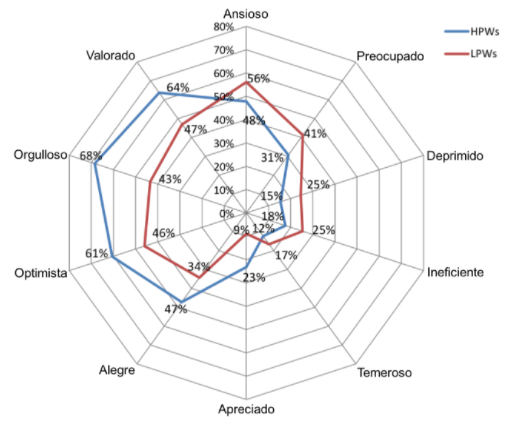 Ansioso
80%
HPWs
70%
LPWs
Valorado
Preocupado
60%
64%
56%
50%
48%
47%
40%
41%
30%
31%
Orgulloso
68%
Deprimido
43%
20%
25%
10%
15%
0%
18%
46%
9%
12%
25%
61%
17%
Optimista
34%
23%
Ineficiente
47%
Alegre
Temeroso
Apreciado